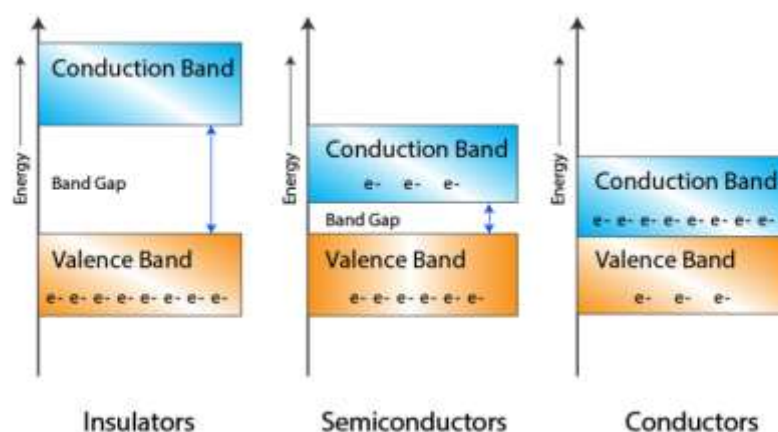 Energy
Conduction Band
Band Gap
Valence Band
e- e- e- e- e- e- e- e-
Insulators
Energy
Conduction Band
e- e- e-
Band Gap
Valence Band
e- e- e- e- e- e-
Semiconductors
Energy
Conduction Band
e- e- e- e- e- e- e- e-
Valence Band
e- e- e-
Conductors